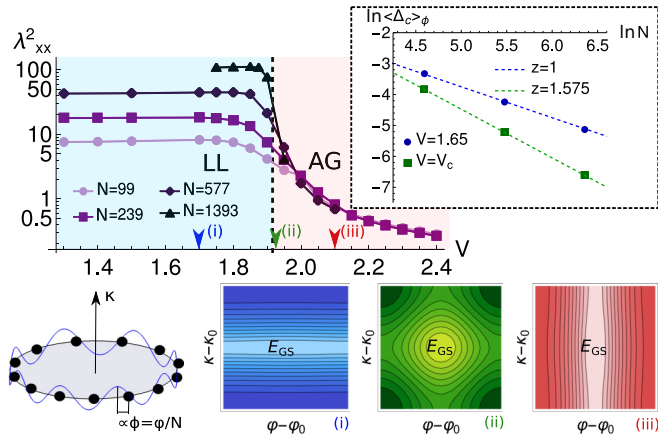 λ²xx
100
50
10
5
1
0.5
LL
AG
N=99
N=577
N=239
N=1393
(i)
(ii)
(iii)
V
1.4
1.6
1.8
2.0
2.2
2.4
ln<Δc>ϕ
lnN
4.5
5.0
5.5
6.0
6.5
−2
−3
−4
−5
−6
−7
z=1
z=1.575
V=1.65
V=Vc
κ
∝ϕ=φ/N
κ−κ0
EGS
φ−φ0
(i)
κ−κ0
EGS
φ−φ0
(ii)
κ−κ0
EGS
φ−φ0
(iii)